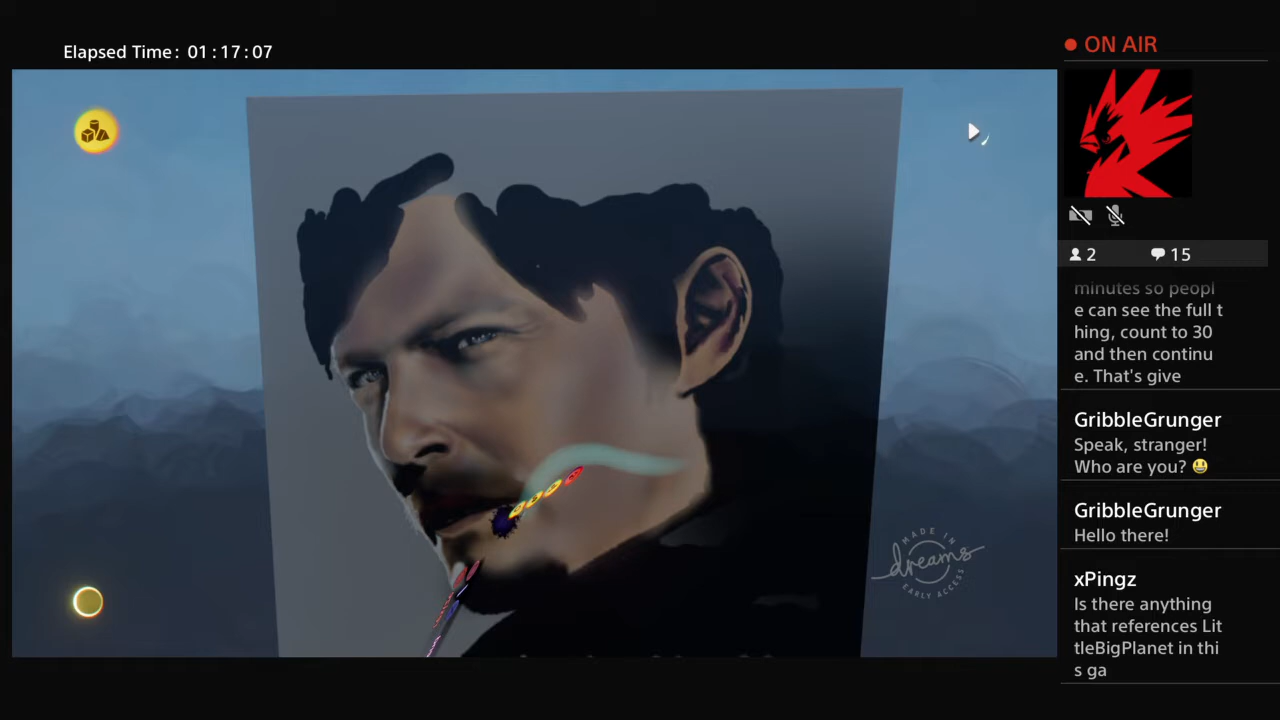 Elapsed Time: 01:17:07
ON AIR
2 15
minutes so peopl
e can see the full t
hing, count to 30
and then continu
e. That's give
GribbleGrunger
Speak, stranger!
Who are you? 😃
GribbleGrunger
Hello there!
xPingz
Is there anything
that references Lit
tleBigPlanet in thi
s ga
MADE IN
dreams
EARLY ACCESS